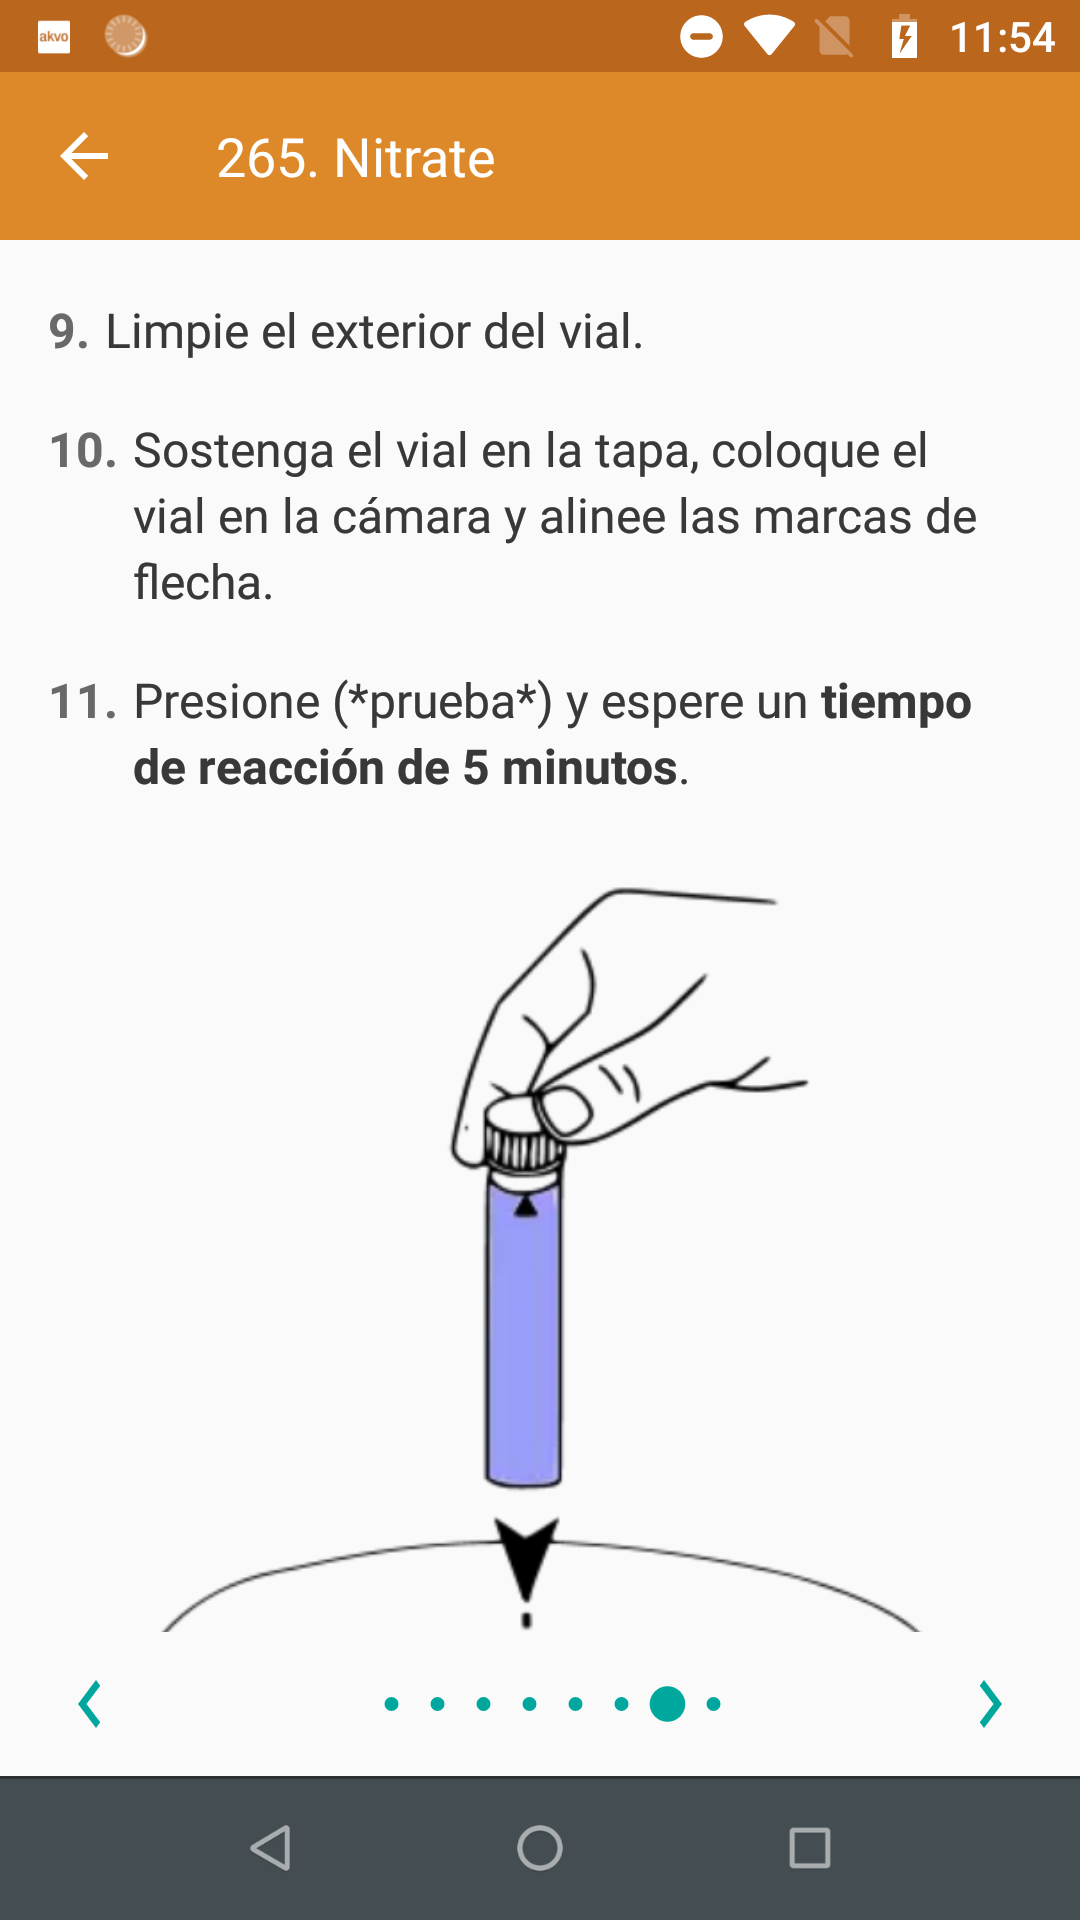 akvo
11:54
265. Nitrate
9. Limpie el exterior del vial.
10. Sostenga el vial en la tapa, coloque el
vial en la cámara y alinee las marcas de
flecha.
11. Presione (*prueba*) y espere un tiempo
de reacción de 5 minutos.